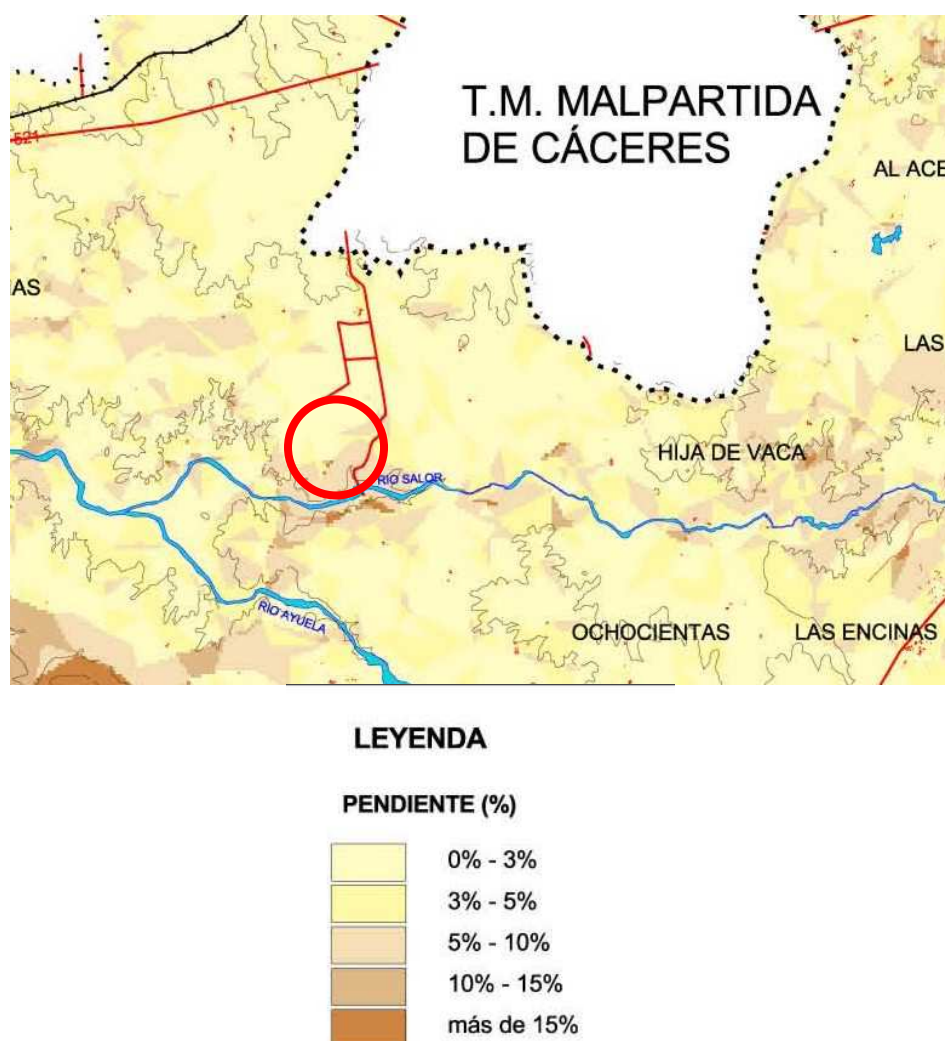 T.M. MALPARTIDA
DE CÁCERES
521
AL ACE
AS
LAS
HIJA DE VACA
RIO SALOR
RIO AYUELA
OCHOCIENTAS
LAS ENCINAS
LEYENDA
PENDIENTE (%)
0% - 3%
3% - 5%
5% - 10%
10% - 15%
más de 15%